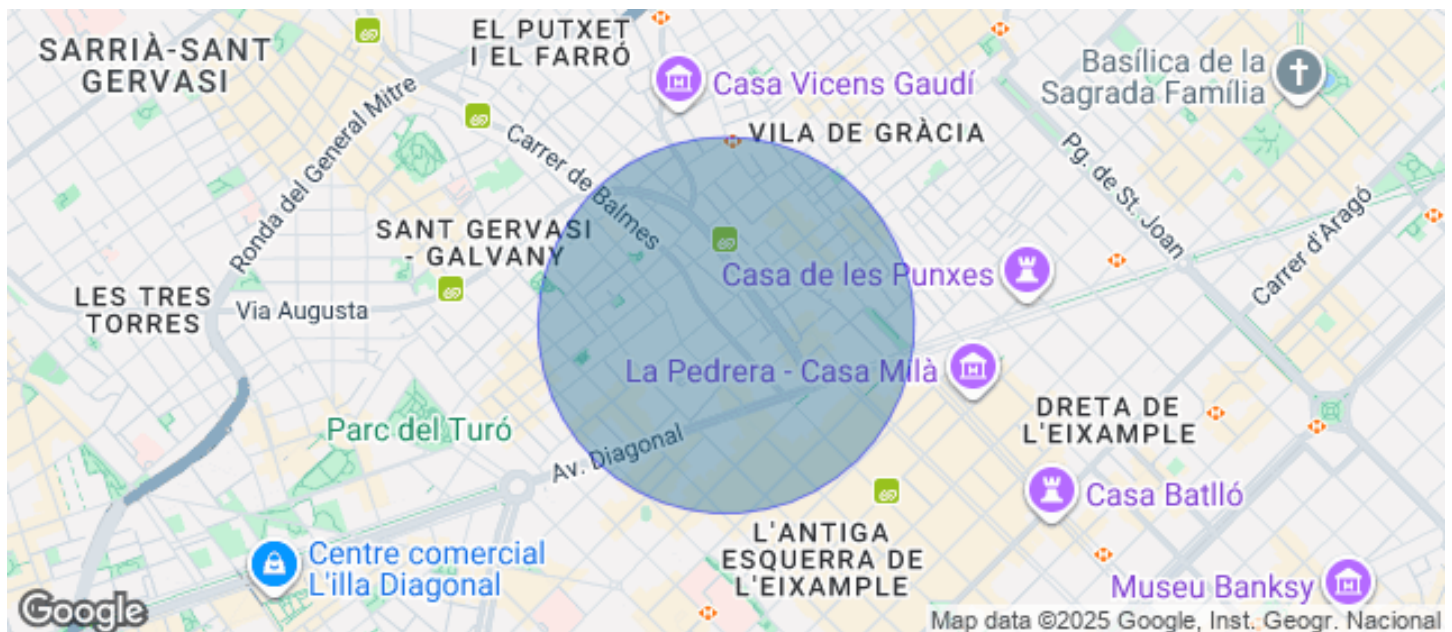 SARRIÀ-SANT
GERVASI
EL PUTXET
I EL FARRÓ
Casa Vicens Gaudí
Basílica de la
Sagrada Família
VILA DE GRÀCIA
Ronda del General Mitre
Carrer de Balmes
Pg. de St. Joan
Carrer d'Aragó
SANT GERVASI
- GALVANY
Casa de les Punxes
LES TRES
TORRES
Via Augusta
La Pedrera - Casa Milà
Parc del Turó
Av. Diagonal
DRETA DE
L'EIXAMPLE
Casa Batlló
L'ANTIGA
ESQUERRA DE
L'EIXAMPLE
Centre comercial
L'illa Diagonal
Museu Banksy
Google
Map data ©2025 Google, Inst. Geogr. Nacional